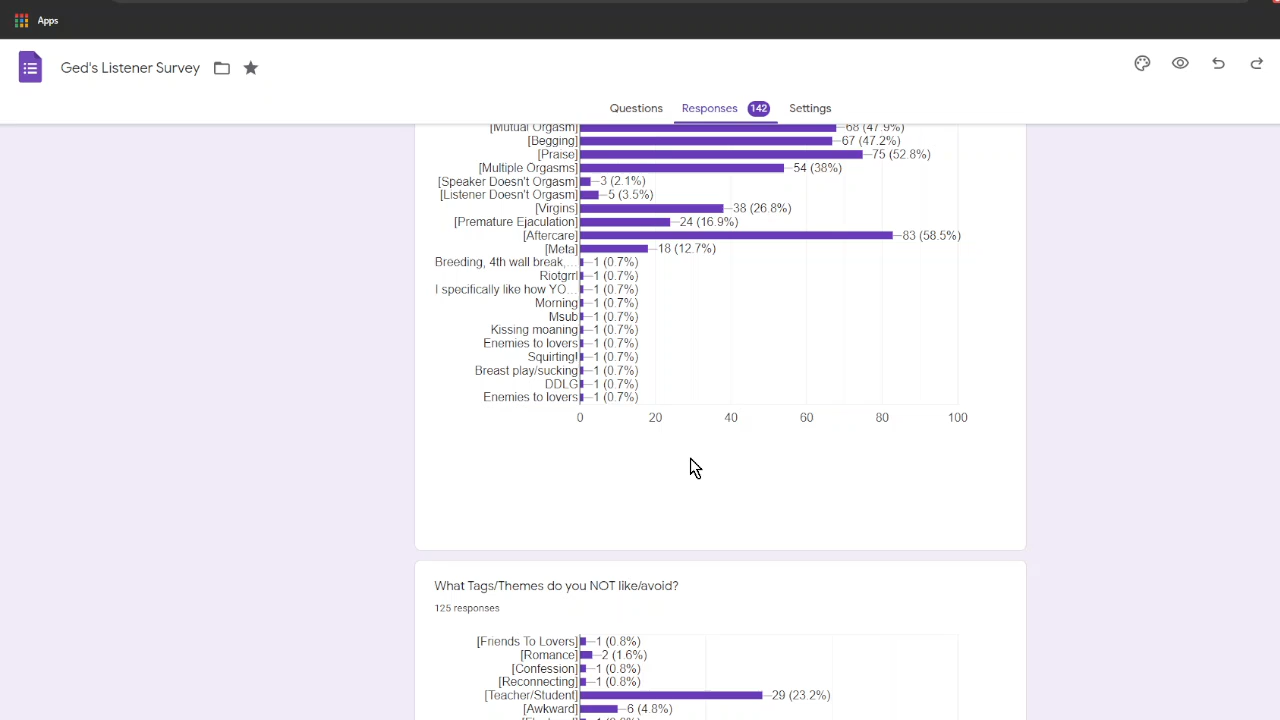 Apps
Ged's Listener Survey
Questions Responses 142 Settings
[Mutual Orgasm] 68 (47.9%)
[Begging] 67 (47.2%)
[Praise] 75 (52.8%)
[Multiple Orgasms] 54 (38%)
[Speaker Doesn't Orgasm] 3 (2.1%)
[Listener Doesn't Orgasm] 5 (3.5%)
[Virgins] 38 (26.8%)
[Premature Ejaculation] 24 (16.9%)
[Aftercare] 83 (58.5%)
[Meta] 18 (12.7%)
Breeding, 4th wall break,... 1 (0.7%)
Riotgrrl 1 (0.7%)
I specifically like how YO... 1 (0.7%)
Morning 1 (0.7%)
Msub 1 (0.7%)
Kissing moaning 1 (0.7%)
Enemies to lovers 1 (0.7%)
Squirting! 1 (0.7%)
Breast play/sucking 1 (0.7%)
DDLG 1 (0.7%)
Enemies to lovers 1 (0.7%)
0 20 40 60 80 100
What Tags/Themes do you NOT like/avoid?
125 responses
[Friends To Lovers] 1 (0.8%)
[Romance] 2 (1.6%)
[Confession] 1 (0.8%)
[Reconnecting] 1 (0.8%)
[Teacher/Student] 29 (23.2%)
[Awkward] 6 (4.8%)